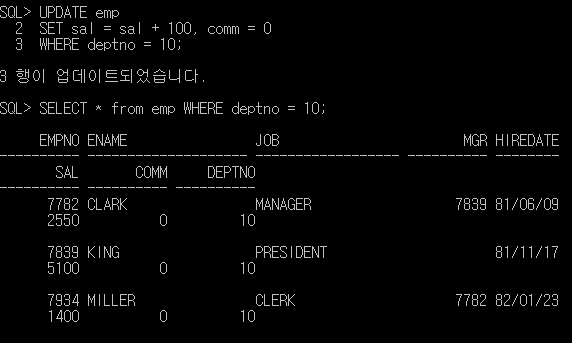 SQL> UPDATE emp
  2  SET sal = sal + 100, comm = 0
  3  WHERE deptno = 10;

3 행이 업데이트되었습니다.

SQL> SELECT * from emp WHERE deptno = 10;

     EMPNO ENAME                JOB                       MGR HIREDATE
---------- -------------------- ------------------ ---------- --------
       SAL       COMM     DEPTNO
---------- ---------- ----------
      7782 CLARK                MANAGER                  7839 81/06/09
      2550          0         10

      7839 KING                 PRESIDENT                     81/11/17
      5100          0         10

      7934 MILLER               CLERK                    7782 82/01/23
      1400          0         10